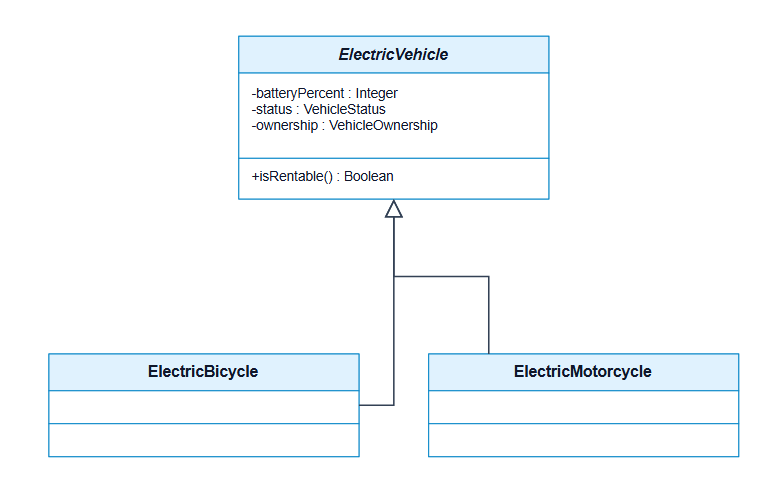 ElectricVehicle
-batteryPercent : Integer
-status : VehicleStatus
-ownership : VehicleOwnership
+isRentable() : Boolean
ElectricBicycle
ElectricMotorcycle